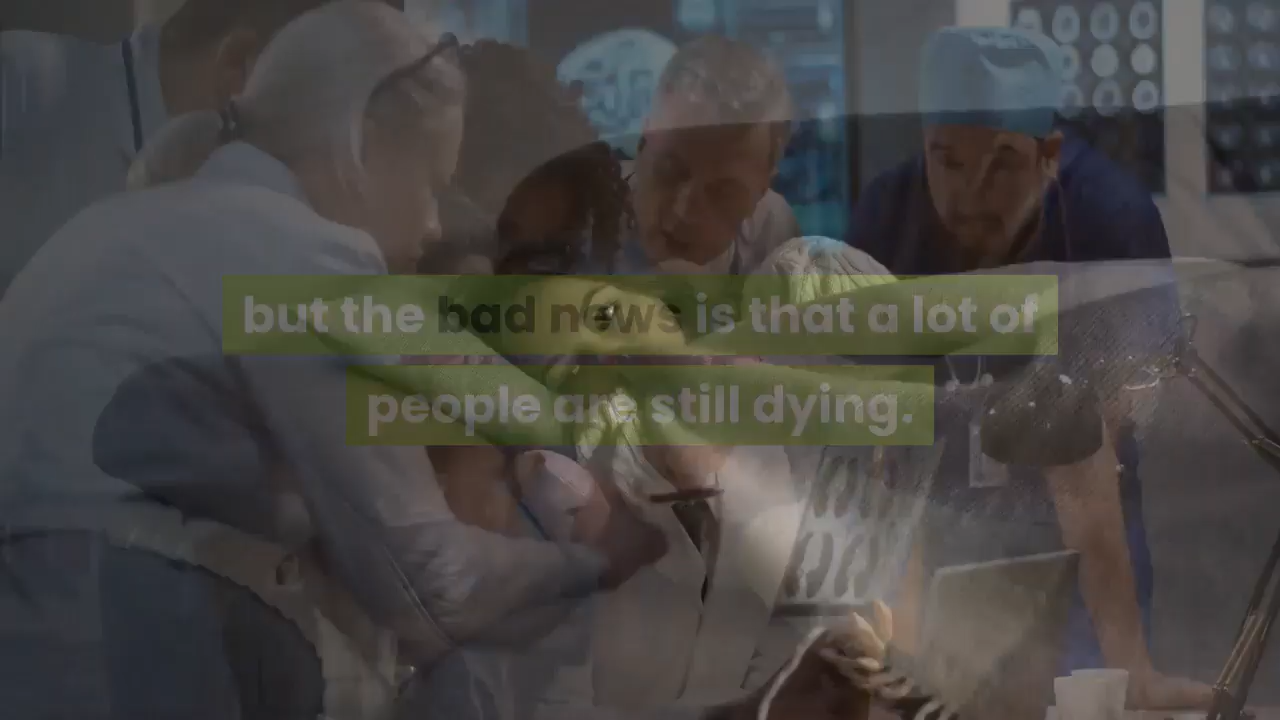 but the bad news is that a lot of
people are still dying.